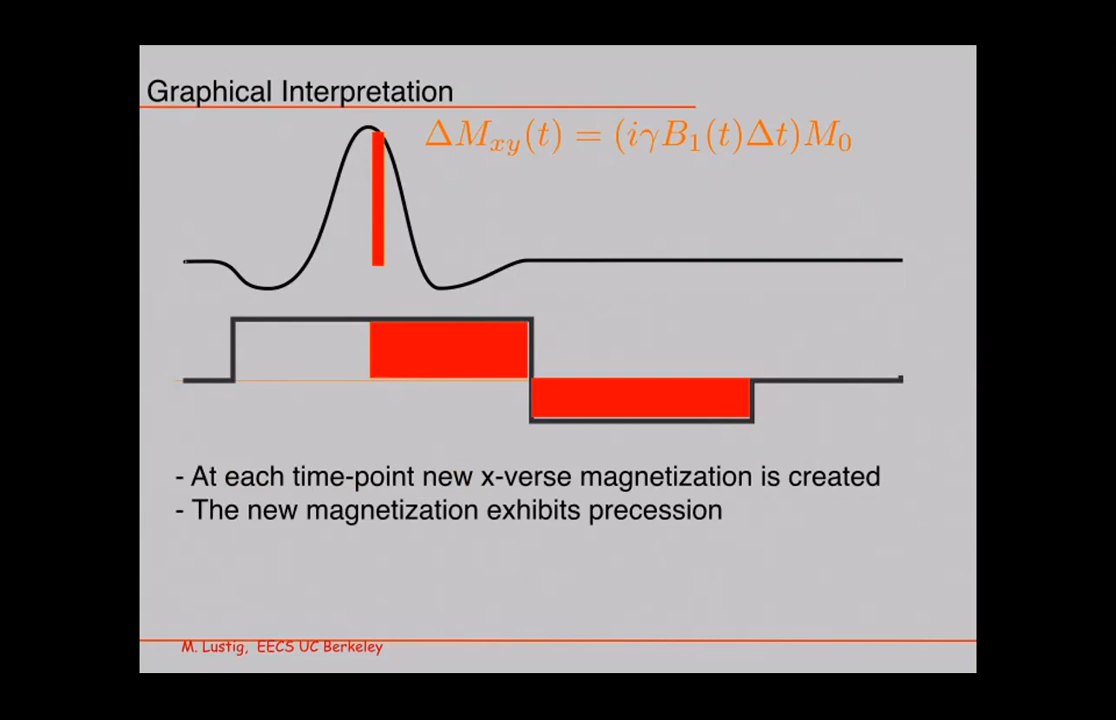 Graphical Interpretation
ΔM_{xy}(t) = (iγB_1(t)Δt)M_0
- At each time-point new x-verse magnetization is created
- The new magnetization exhibits precession
M. Lustig, EECS UC Berkeley